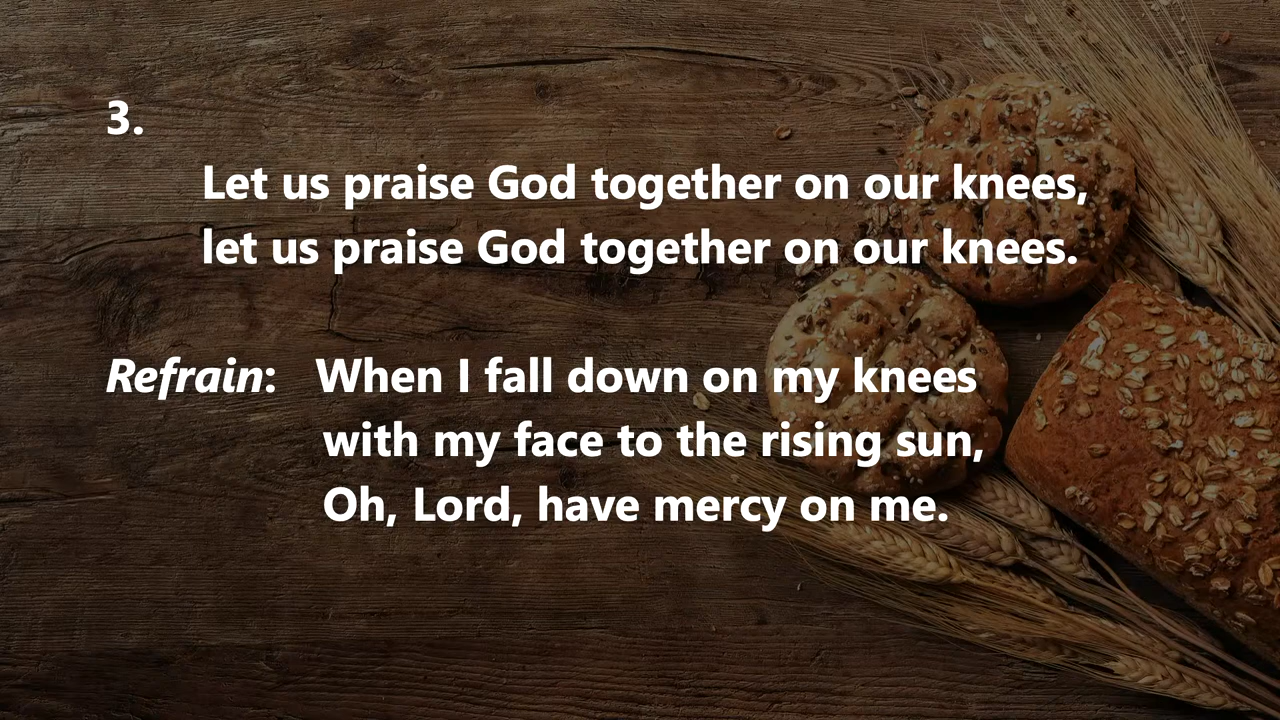 3.
Let us praise God together on our knees,
let us praise God together on our knees.
Refrain: When I fall down on my knees
with my face to the rising sun,
Oh, Lord, have mercy on me.